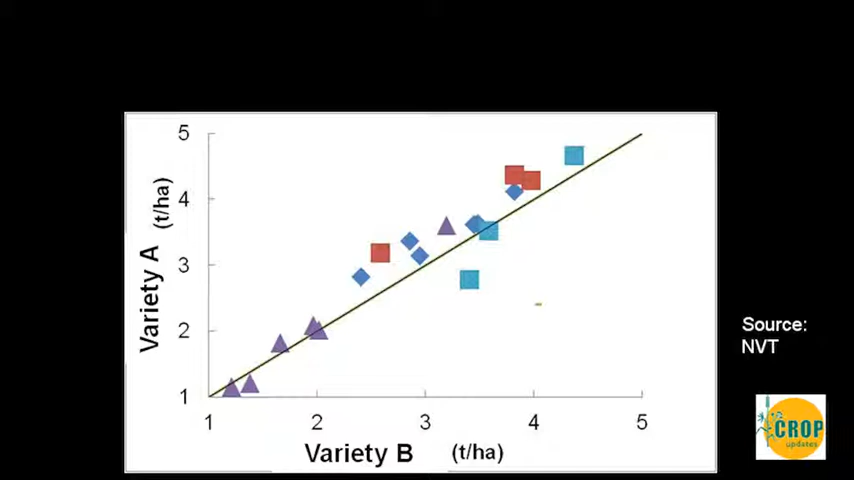 5
4
3
2
1
Variety A (t/ha)
1 2 3 4 5
Variety B (t/ha)
Source:
NVT
CROP
updates